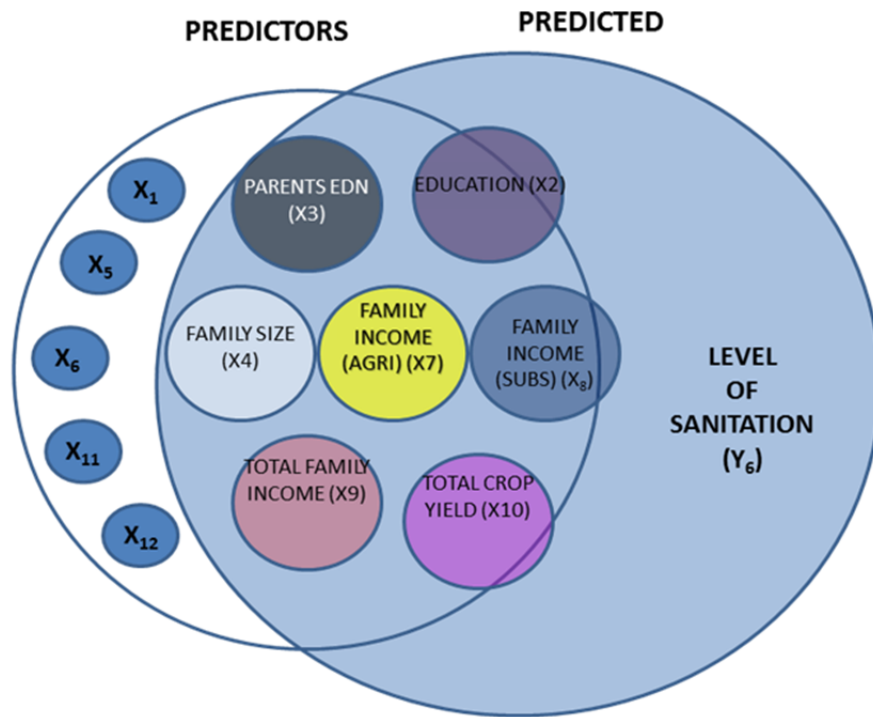 PREDICTORS
PREDICTED
X1
X5
X6
X11
X12
PARENTS EDN
(X3)
EDUCATION (X2)
FAMILY SIZE
(X4)
FAMILY
INCOME
(AGRI) (X7)
FAMILY
INCOME
(SUBS) (X8)
TOTAL FAMILY
INCOME (X9)
TOTAL CROP
YIELD (X10)
LEVEL
OF
SANITATION
(Y6)